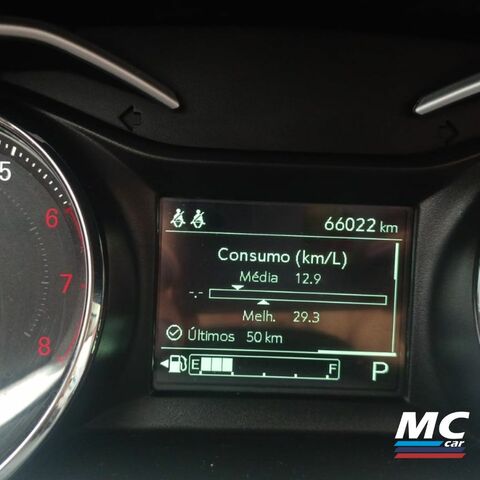 5
6
7
8
66022 km
Consumo (km/L)
Média 12.9
-.-
Melh. 29.3
Últimos 50 km
E F P
MC
car